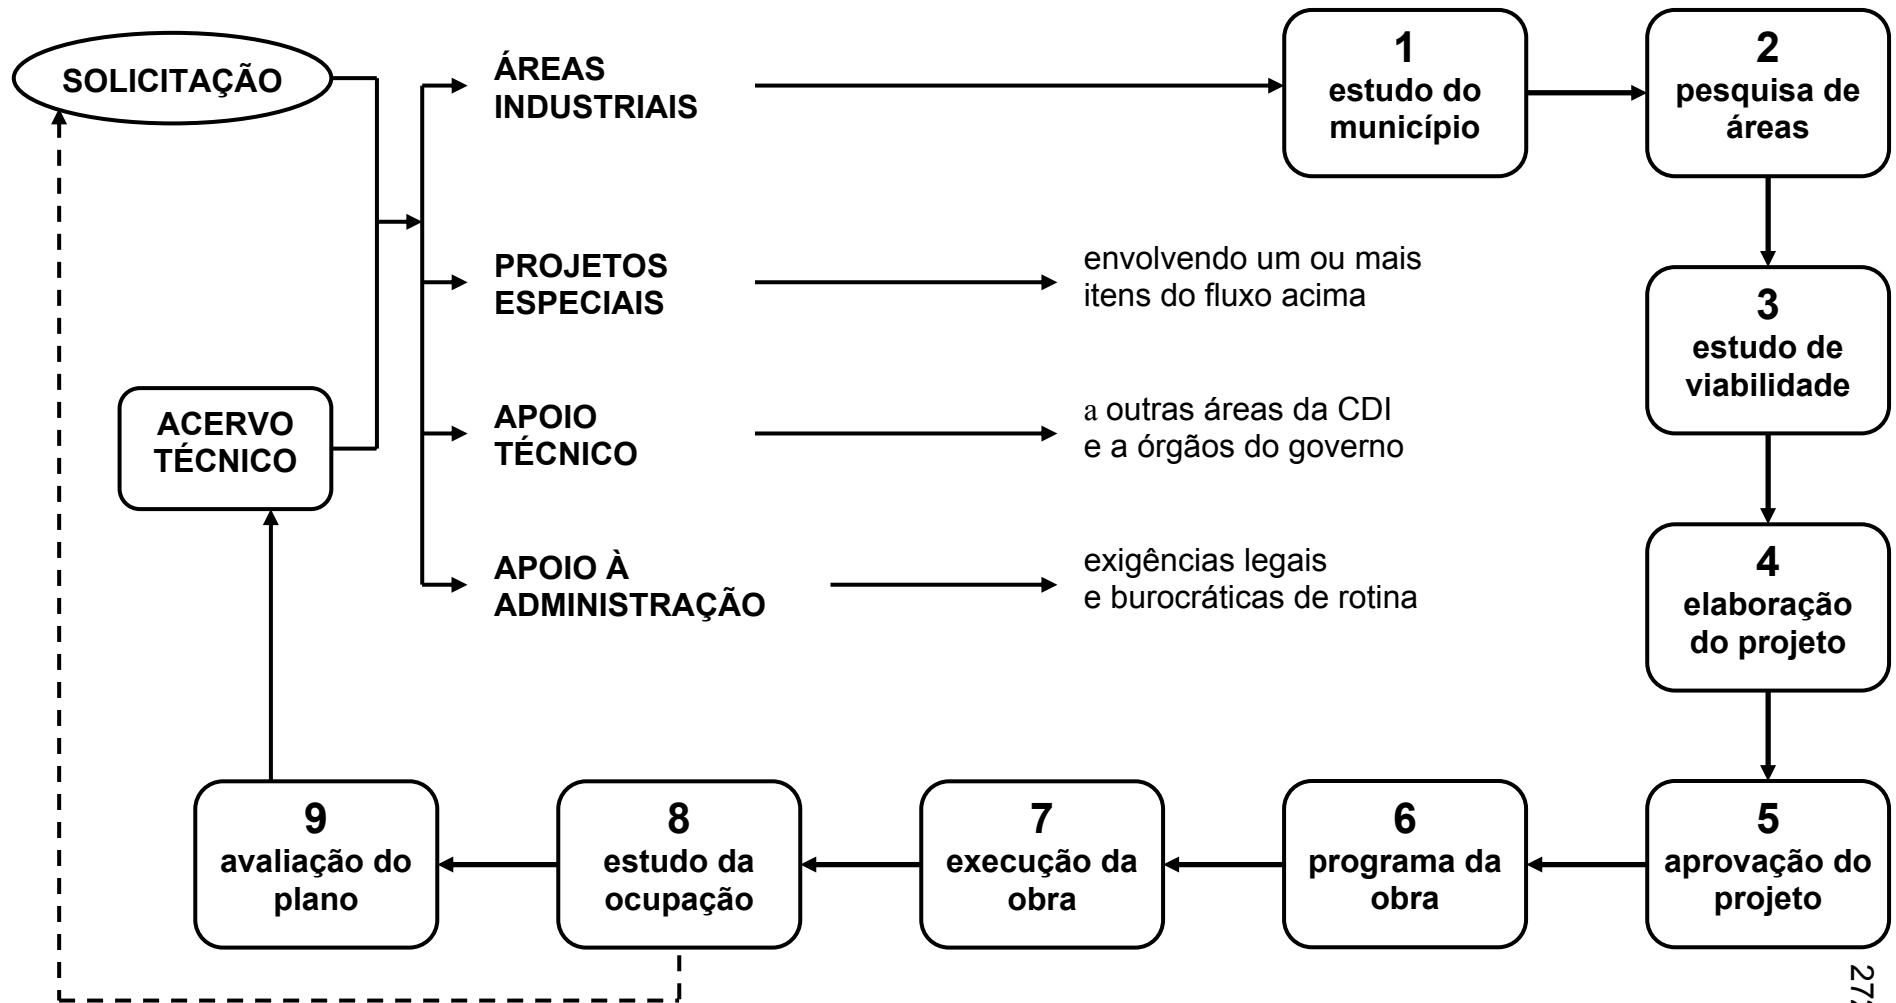 SOLICITAÇÃO
ÁREAS
INDUSTRIAIS
1
estudo do
município
2
pesquisa de
áreas
PROJETOS
ESPECIAIS
envolvendo um ou mais
itens do fluxo acima
3
estudo de
viabilidade
ACERVO
TÉCNICO
APOIO
TÉCNICO
a outras áreas da CDI
e a órgãos do governo
APOIO À
ADMINISTRAÇÃO
exigências legais
e burocráticas de rotina
4
elaboração
do projeto
9
avaliação do
plano
8
estudo da
ocupação
7
execução da
obra
6
programa da
obra
5
aprovação do
projeto